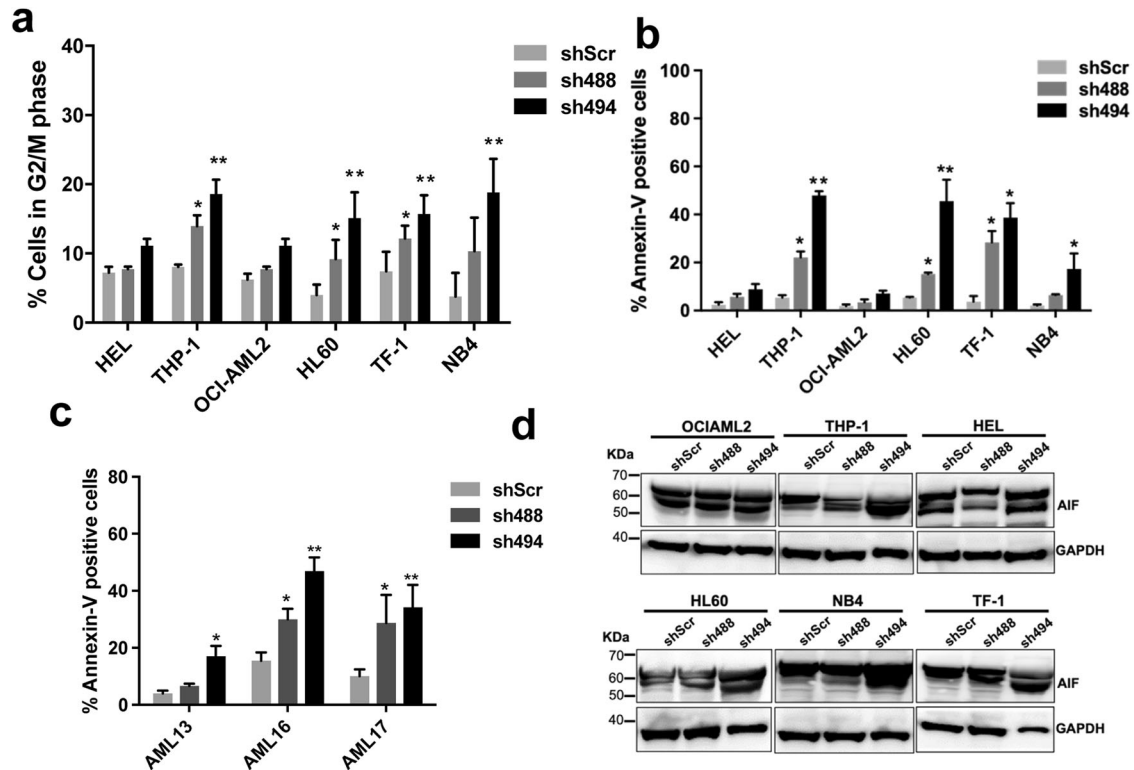 a
% Cells in G2/M phase
40
30
20
10
0
shScr
sh488
sh494
*
**
*
**
*
**
**
HEL
THP-1
OCI-AML2
HL60
TF-1
NB4
b
% Annexin-V positive cells
100
80
60
40
20
0
shScr
sh488
sh494
*
**
*
**
*
*
*
HEL
THP-1
OCI-AML2
HL60
TF-1
NB4
c
% Annexin-V positive cells
80
60
40
20
0
shScr
sh488
sh494
*
*
**
*
**
AML13
AML16
AML17
d
OCIAML2 THP-1 HEL
KDa shScr sh488 sh494 shScr sh488 sh494 shScr sh488 sh494
70
60
50
AIF
40
GAPDH
HL60 NB4 TF-1
KDa shScr sh488 sh494 shScr sh488 sh494 shScr sh488 sh494
70
60
50
AIF
40
GAPDH